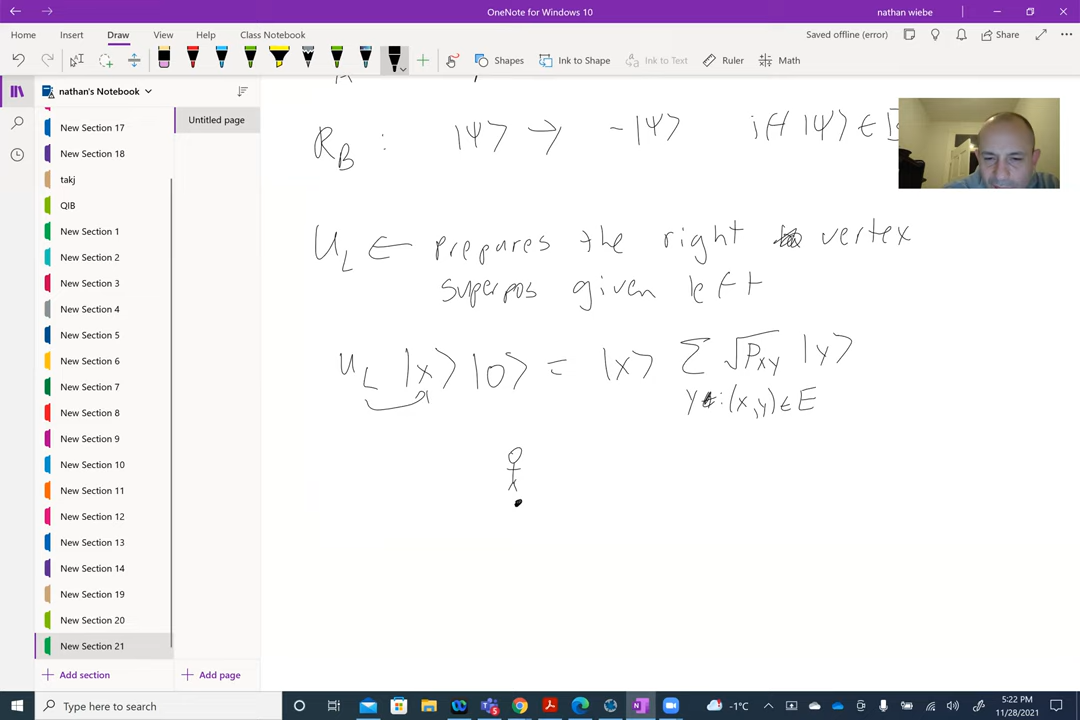 OneNote for Windows 10
nathan wiebe
Home Insert Draw View Help Class Notebook
Saved offline (error) Share
Shapes Ink to Shape Ink to Text Ruler Math
nathan's Notebook
Untitled page
New Section 17
New Section 18
takj
QIB
New Section 1
New Section 2
New Section 3
New Section 4
New Section 5
New Section 6
New Section 7
New Section 8
New Section 9
New Section 10
New Section 11
New Section 12
New Section 13
New Section 14
New Section 19
New Section 20
New Section 21
Add section
Add page
R_B : |Ψ⟩ → -|Ψ⟩ iff |Ψ⟩ ∈
U_L ← prepares the right vertex
superpos given left
U_L |x⟩ |0⟩ = |x⟩ ∑ √P_xy |y⟩
y : (x,y) ∈ E
Type here to search
-1°C
5:22 PM
11/28/2021